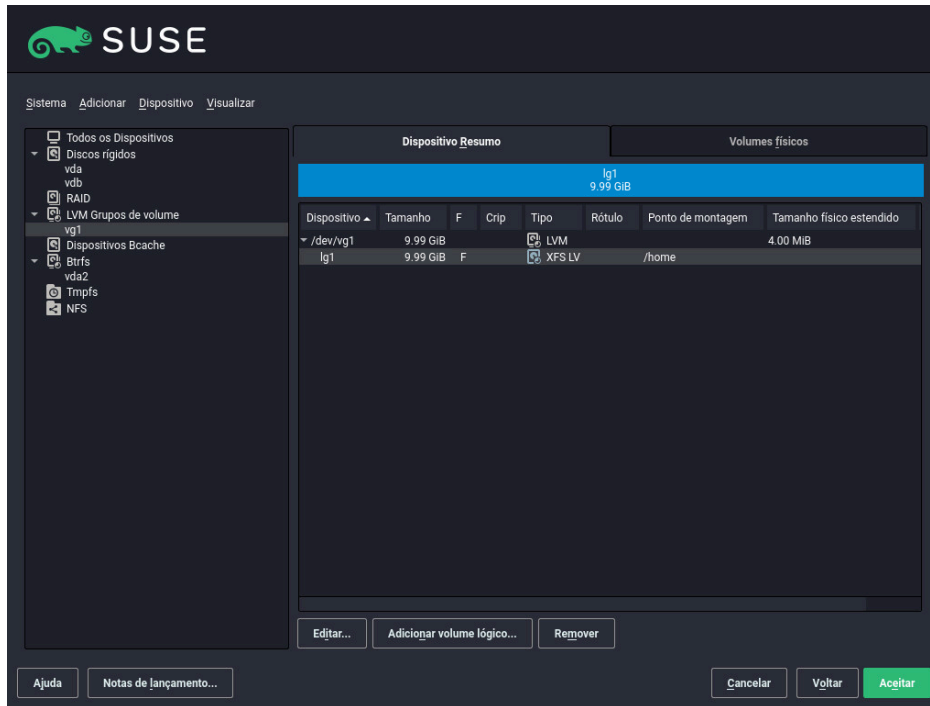 SUSE
Sistema Adicionar Dispositivo Visualizar
Todos os Dispositivos
Discos rígidos
vda
vdb
RAID
LVM Grupos de volume
vg1
Dispositivos Bcache
Btrfs
vda2
Tmpfs
NFS
Dispositivo Resumo Volumes físicos
lg1
9.99 GiB
Dispositivo Tamanho F Crip Tipo Rótulo Ponto de montagem Tamanho físico estendido
/dev/vg1 9.99 GiB LVM 4.00 MiB
lg1 9.99 GiB F XFS LV /home
Editar... Adicionar volume lógico... Remover
Ajuda Notas de lançamento... Cancelar Voltar Aceitar